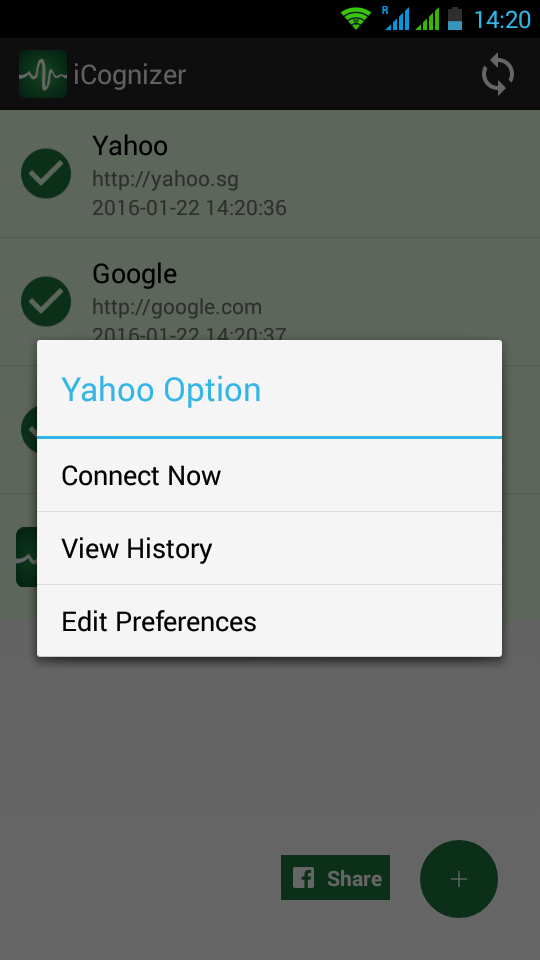 R
14:20
iCognizer
Yahoo
http://yahoo.sg
2016-01-22 14:20:36
Google
http://google.com
2016-01-22 14:20:37
Yahoo Option
Connect Now
View History
Edit Preferences
Share
+